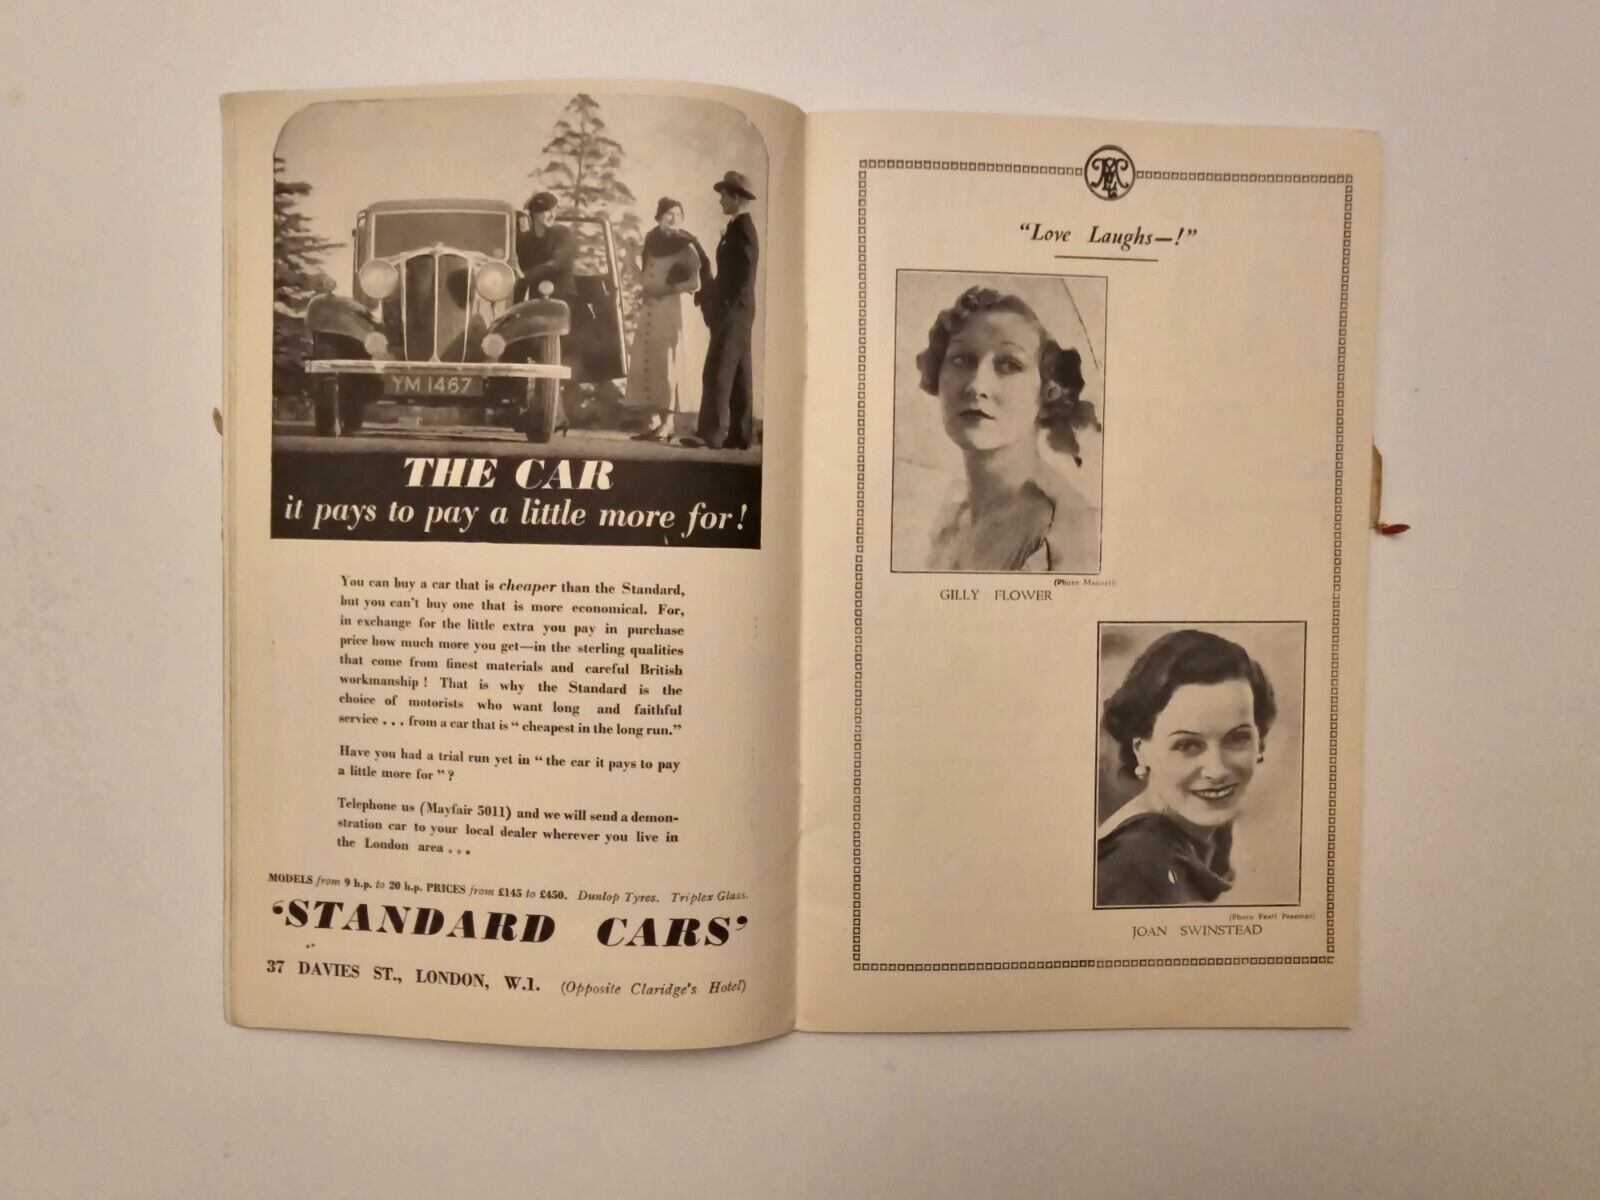 YM 1467
THE CAR
it pays to pay a little more for!
You can buy a car that is cheaper than the Standard,
but you can't buy one that is more economical. For,
in exchange for the little extra you pay in purchase
price how much more you get—in the sterling qualities
that come from finest materials and careful British
workmanship! That is why the Standard is the
choice of motorists who want long and faithful
service . . . from a car that is "cheapest in the long run."
Have you had a trial run yet in "the car it pays to pay
a little more for"?
Telephone us (Mayfair 5011) and we will send a demon-
stration car to your local dealer wherever you live in
the London area . . .
MODELS from 9 h.p. to 20 h.p. PRICES from £145 to £450. Dunlop Tyres. Triplex Glass.
'STANDARD CARS'
37 DAVIES ST., LONDON, W.1. (Opposite Claridge's Hotel)
"Love Laughs—!"
(Photo Mannell)
GILLY FLOWER
(Photo Pearl Freeman)
JOAN SWINSTEAD